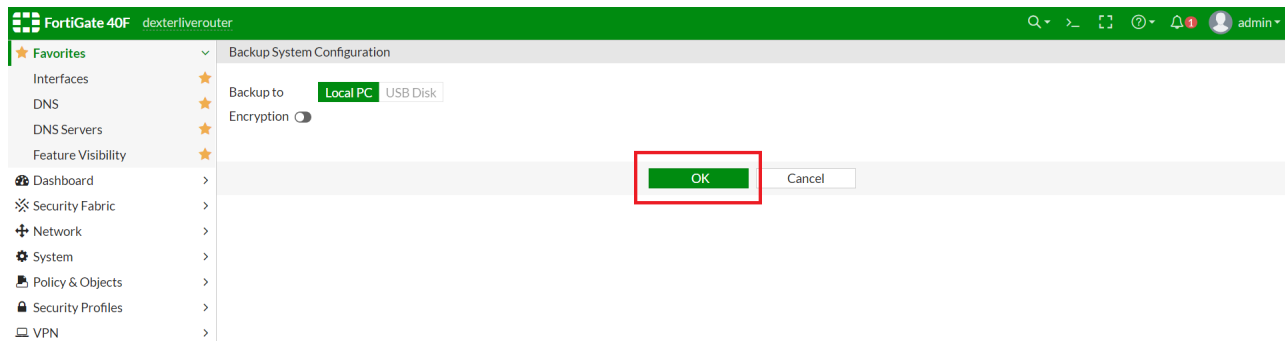 FortiGate 40F dexterliverouter
1 admin
Favorites
Interfaces
DNS
DNS Servers
Feature Visibility
Dashboard
Security Fabric
Network
System
Policy & Objects
Security Profiles
VPN
Backup System Configuration
Backup to Local PC USB Disk
Encryption
OK Cancel